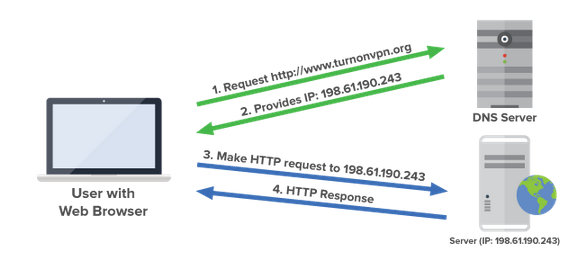 1. Request http://www.turnonvpn.org
2. Provides IP: 198.61.190.243
DNS Server
3. Make HTTP request to 198.61.190.243
4. HTTP Response
User with
Web Browser
Server (IP: 198.61.190.243)